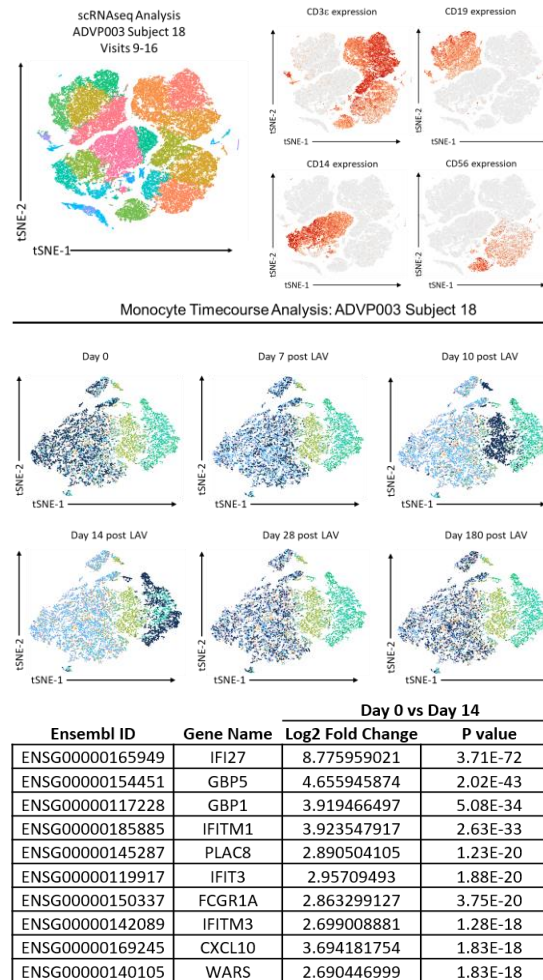 scRNAseq Analysis
ADVP003 Subject 18
Visits 9-16
tSNE-2
tSNE-1
CD3ε expression
tSNE-2
tSNE-1
CD19 expression
tSNE-2
tSNE-1
CD14 expression
tSNE-2
tSNE-1
CD56 expression
tSNE-2
tSNE-1
Monocyte Timecourse Analysis: ADVP003 Subject 18
Day 0
tSNE-2
tSNE-1
Day 7 post LAV
tSNE-2
tSNE-1
Day 10 post LAV
tSNE-2
tSNE-1
Day 14 post LAV
tSNE-2
tSNE-1
Day 28 post LAV
tSNE-2
tSNE-1
Day 180 post LAV
tSNE-2
tSNE-1
Day 0 vs Day 14
Ensembl ID Gene Name Log2 Fold Change P value
ENSG00000165949 IFI27 8.775959021 3.71E-72
ENSG00000154451 GBP5 4.655945874 2.02E-43
ENSG00000117228 GBP1 3.919466497 5.08E-34
ENSG00000185885 IFITM1 3.923547917 2.63E-33
ENSG00000145287 PLAC8 2.890504105 1.23E-20
ENSG00000119917 IFIT3 2.95709493 1.88E-20
ENSG00000150337 FCGR1A 2.863299127 3.75E-20
ENSG00000142089 IFITM3 2.699008881 1.28E-18
ENSG00000169245 CXCL10 3.694181754 1.83E-18
ENSG00000140105 WARS 2.690446999 1.83E-18